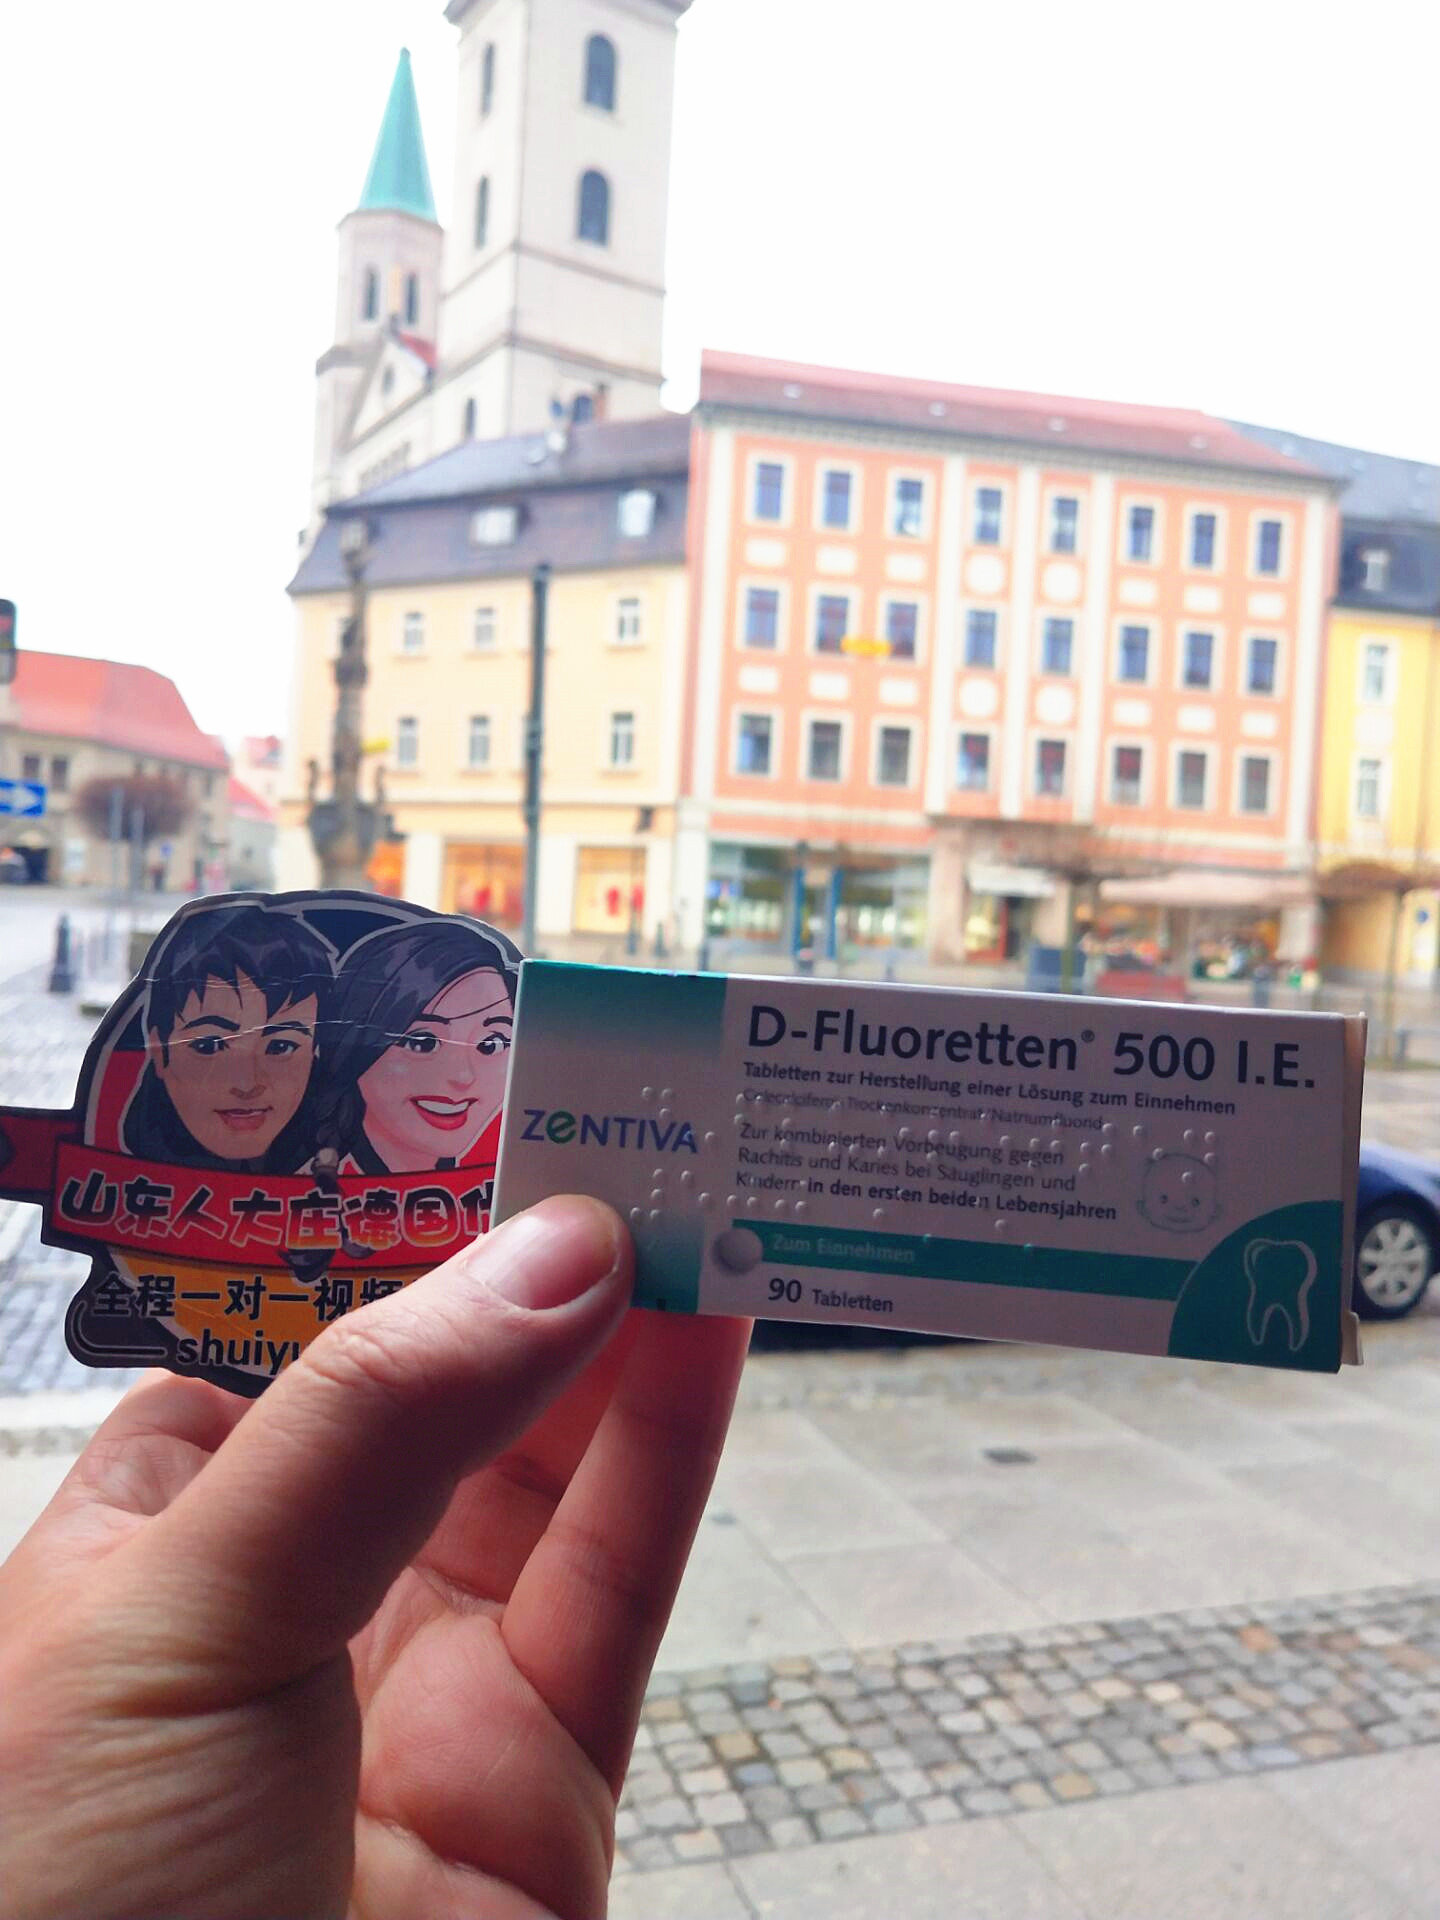 山东人大庄德国
全程一对一视频
shuiyu
ZENTIVA
D-Fluoretten® 500 I.E.
Tabletten zur Herstellung einer Lösung zum Einnehmen
Colecalciferol-Trockenkonzentrat/Natriumfluorid
Zur kombinierten Vorbeugung gegen
Rachitis und Karies bei Säuglingen und
Kindern in den ersten beiden Lebensjahren
Zum Einnehmen
90 Tabletten